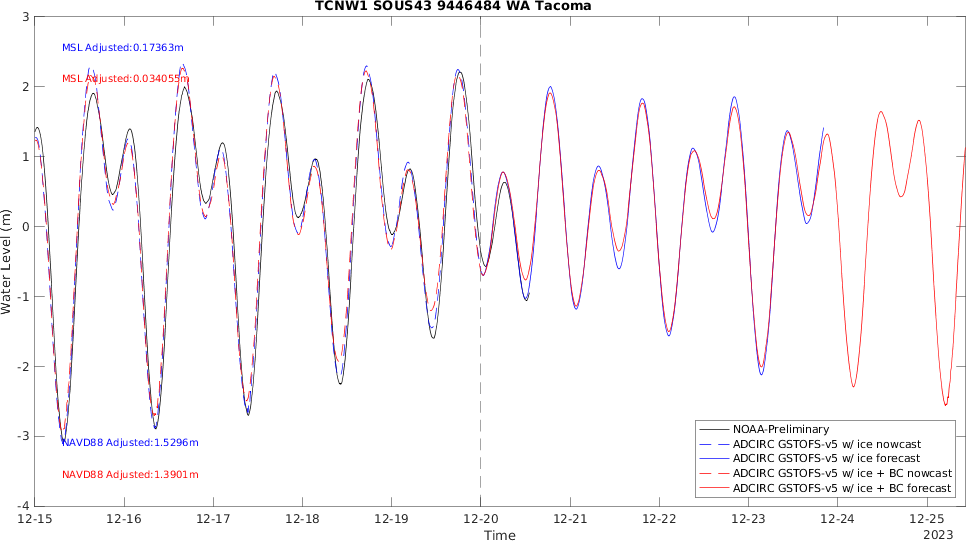 TCNW1 SOUS43 9446484 WA Tacoma
3
2
1
0
-1
-2
-3
-4
Water Level (m)
MSL Adjusted:0.17363m
MSL Adjusted:0.034055m
NAVD88 Adjusted:1.5296m
NAVD88 Adjusted:1.3901m
NOAA-Preliminary
ADCIRC GSTOFS-v5 w/ ice nowcast
ADCIRC GSTOFS-v5 w/ ice forecast
ADCIRC GSTOFS-v5 w/ ice + BC nowcast
ADCIRC GSTOFS-v5 w/ ice + BC forecast
12-15 12-16 12-17 12-18 12-19 12-20 12-21 12-22 12-23 12-24 12-25
Time
2023